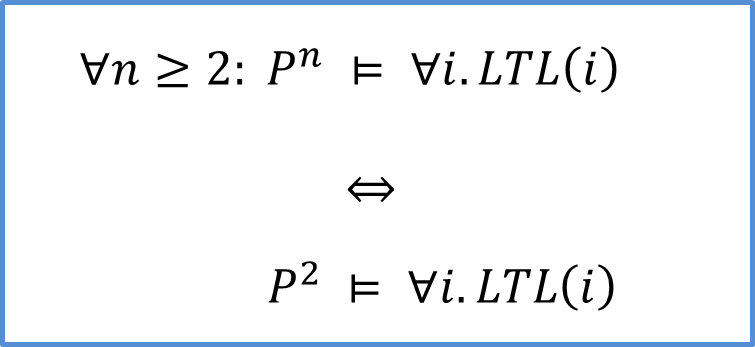 ∀n ≥ 2: Pⁿ ⊨ ∀i. LTL(i)
⇔
P² ⊨ ∀i. LTL(i)